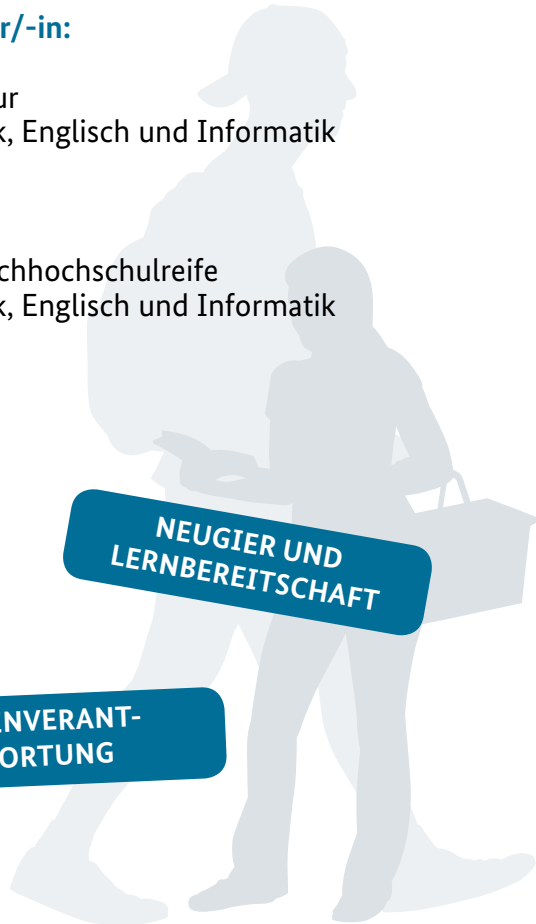 r/-in:
ur
k, Englisch und Informatik
chhochschulreife
k, Englisch und Informatik
NEUGIER UND
LERNBEREITSCHAFT
NVERANT-
ORTUNG